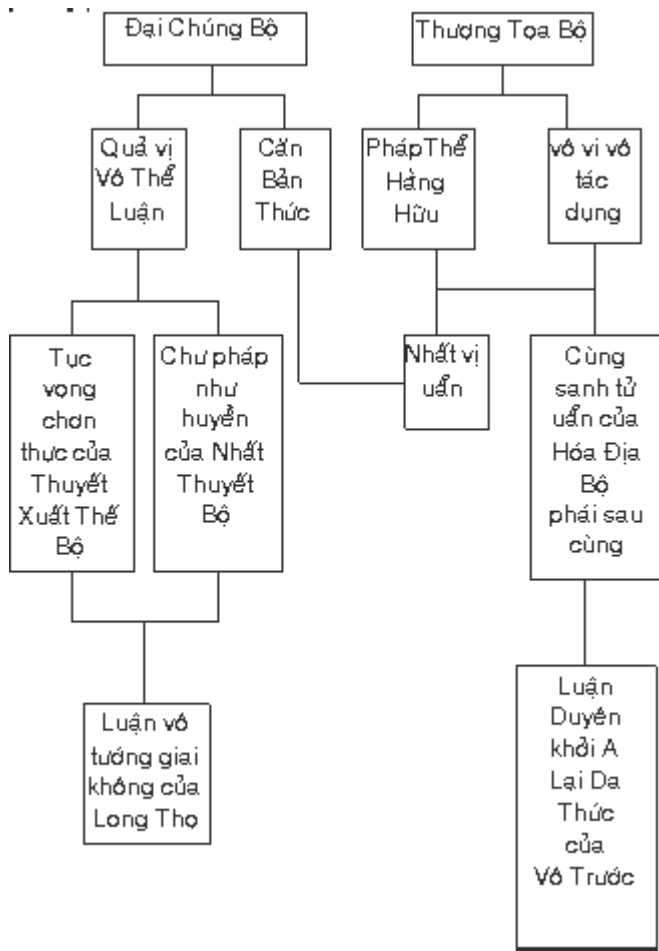 Đại Chúng Bộ
Thượng Tọa Bộ
Quả vị
Vô Thể
Luận
Căn
Bản
Thức
Pháp Thể
Hằng
Hữu
vô vi vô
tác
dụng
Tục
vọng
chơn
thực của
Thuyết
Xuất Thế
Bộ
Chư pháp
như
huyển
của Nhất
Thuyết
Bộ
Nhất vị
uẩn
Cùng
sanh tử
uẩn của
Hóa Địa
Bộ
phái sau
cùng
Luận vô
tướng giai
không của
Long Thọ
Luận
Duyên
khởi A
Lại Da
Thức
của
Vô Trước